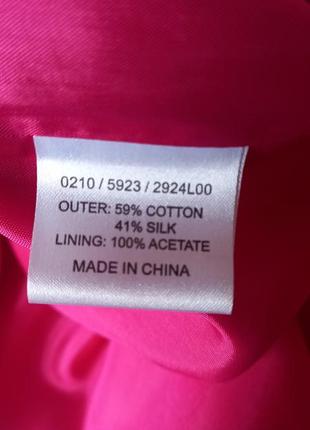 0210 / 5923 / 2924L00
OUTER: 59% COTTON
41% SILK
LINING: 100% ACETATE
MADE IN CHINA